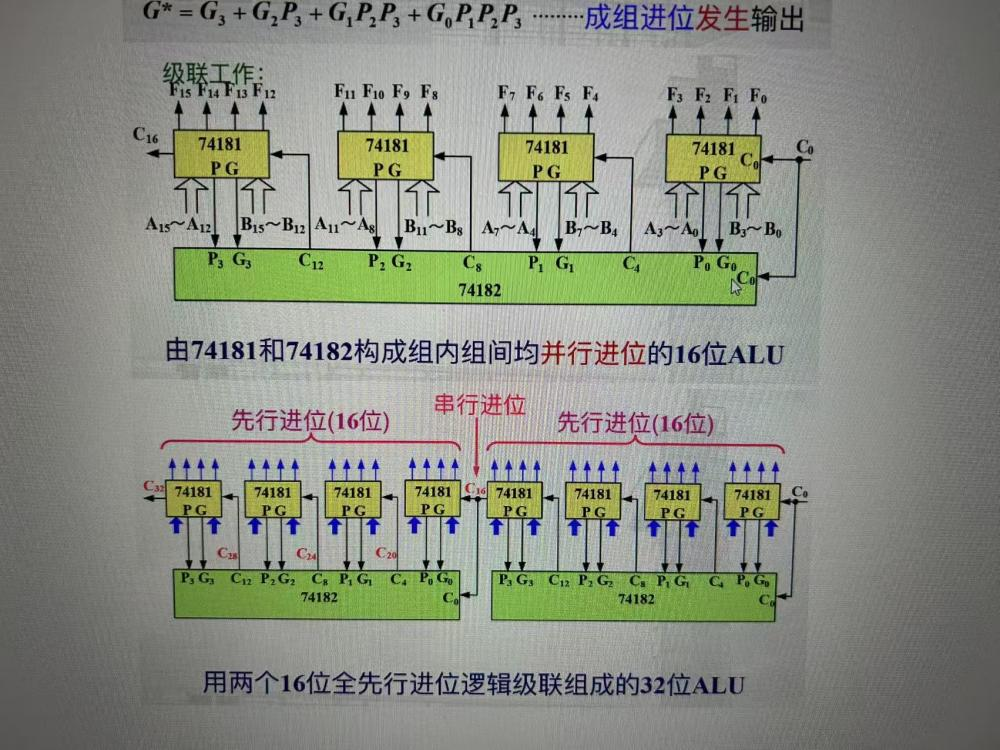 G* = G₃ + G₂P₃ + G₁P₂P₃ + G₀P₁P₂P₃ ·········成组进位发生输出
级联工作：
F₁₅ F₁₄ F₁₃ F₁₂ F₁₁ F₁₀ F₉ F₈ F₇ F₆ F₅ F₄ F₃ F₂ F₁ F₀
C₁₆ 74181 74181 74181 74181 C₀ C₀
P G P G P G P G
A₁₅～A₁₂ B₁₅～B₁₂ A₁₁～A₈ B₁₁～B₈ A₇～A₄ B₇～B₄ A₃～A₀ B₃～B₀
P₃ G₃ C₁₂ P₂ G₂ C₈ P₁ G₁ C₄ P₀ G₀ C₀
74182
由74181和74182构成组内组间均并行进位的16位ALU
串行进位
先行进位(16位) 先行进位(16位)
C₃₂ 74181 74181 74181 74181 C₁₆ 74181 74181 74181 74181 C₀
P G P G P G P G P G P G P G P G
C₂₈ C₂₄ C₂₀
P₃ G₃ C₁₂ P₂ G₂ C₈ P₁ G₁ C₄ P₀ G₀ P₃ G₃ C₁₂ P₂ G₂ C₈ P₁ G₁ C₄ P₀ G₀
74182 C₀ 74182 C₀
用两个16位全先行进位逻辑级联组成的32位ALU